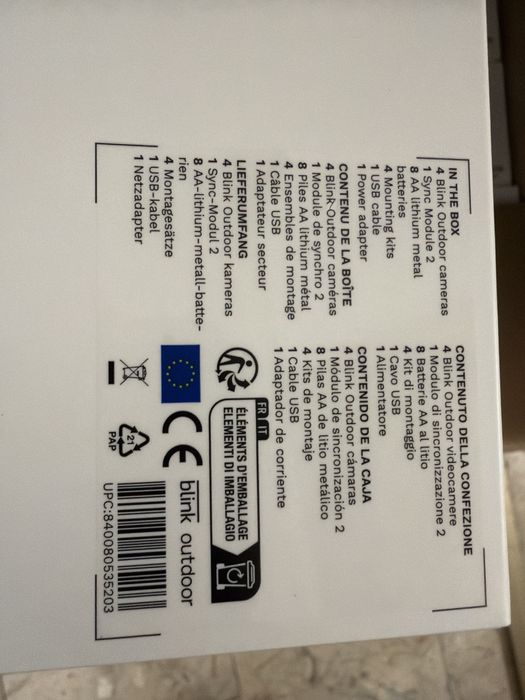 IN THE BOX
4 Blink Outdoor cameras
1 Sync Module 2
8 AA lithium metal
batteries
4 Mounting kits
1 USB cable
1 Power adapter
CONTENU DE LA BOÎTE
4 Blink Outdoor caméras
1 Module de synchro 2
8 Piles AA lithium métal
4 Ensembles de montage
1 Câble USB
1 Adaptateur secteur
LIEFERUMFANG
4 Blink Outdoor kameras
1 Sync-Modul 2
8 AA-lithium-metall-batte-
rien
4 Montagesätze
1 USB-kabel
1 Netzadapter
CONTENUTO DELLA CONFEZIONE
4 Blink Outdoor videocamere
1 Modulo di sincronizzazione 2
8 Batterie AA al litio
4 Kit di montaggio
1 Cavo USB
1 Alimentatore
CONTENIDO DE LA CAJA
4 Blink Outdoor cámaras
1 Módulo de sincronización 2
8 Pilas AA de litio metálico
4 Kits de montaje
1 Cable USB
1 Adaptador de corriente
FR IT
ÉLÉMENTS D'EMBALLAGE
ELEMENTI DI IMBALLAGIO
CE
blink outdoor
21
PAP
UPC:840080535203